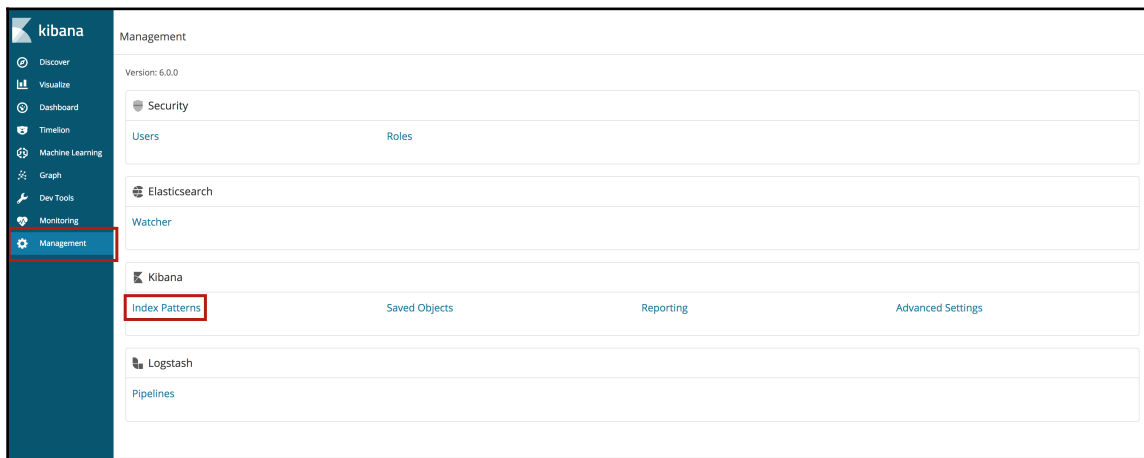 kibana
Discover
Visualize
Dashboard
Timelion
Machine Learning
Graph
Dev Tools
Monitoring
Management
Management
Version: 6.0.0
Security
Users Roles
Elasticsearch
Watcher
Kibana
Index Patterns Saved Objects Reporting Advanced Settings
Logstash
Pipelines